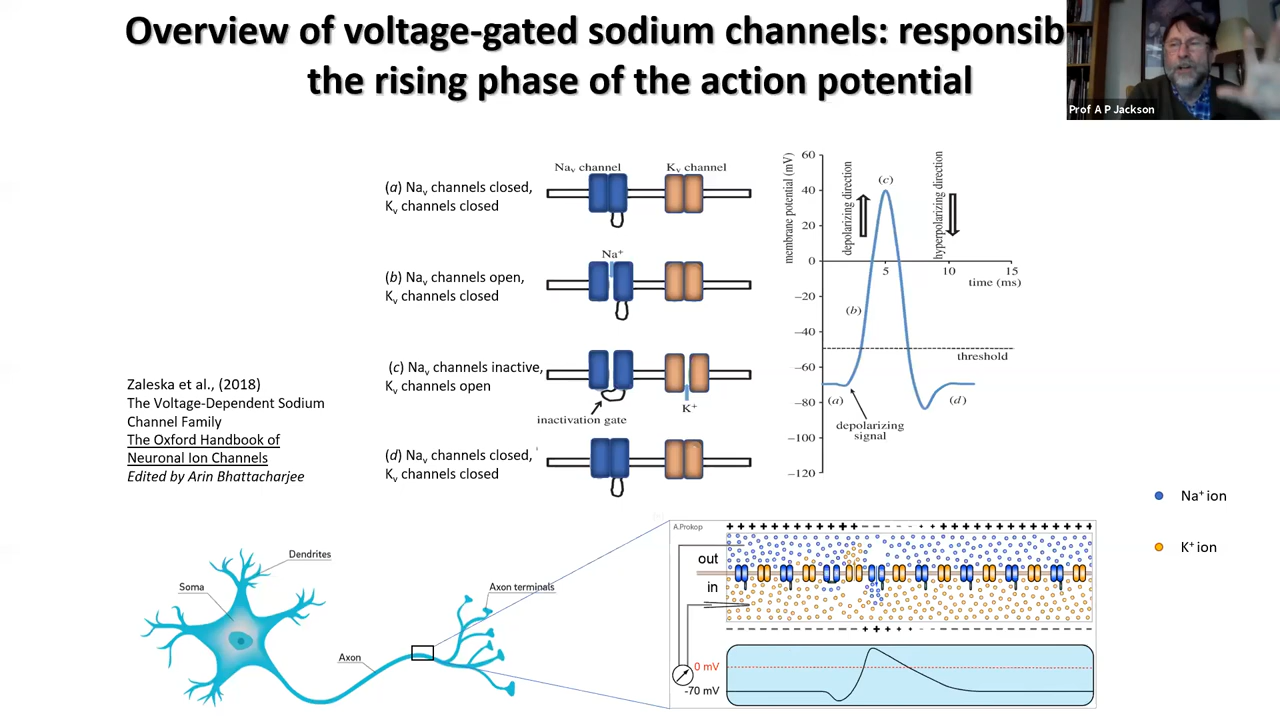 Overview of voltage-gated sodium channels: responsib
the rising phase of the action potential
Prof A P Jackson
Naᵥ channel
Kᵥ channel
(a) Naᵥ channels closed,
Kᵥ channels closed
Na⁺
(b) Naᵥ channels open,
Kᵥ channels closed
(c) Naᵥ channels inactive,
Kᵥ channels open
inactivation gate
K⁺
(d) Naᵥ channels closed,
Kᵥ channels closed
membrane potential (mV)
60
40
20
0
−20
−40
−60
−80
−100
−120
depolarizing direction
hyperpolarizing direction
(c)
5
10
15
time (ms)
(b)
threshold
(a)
(d)
depolarizing
signal
Zaleska et al., (2018)
The Voltage-Dependent Sodium
Channel Family
The Oxford Handbook of
Neuronal Ion Channels
Edited by Arin Bhattacharjee
Na⁺ ion
K⁺ ion
Dendrites
Soma
Axon terminals
Axon
A.Prokop
+ + + + + + + + + + + + + + – – – – - + + + + + + + + + + + + + + + + +
out
in
– – – – – – – – – – – – – – + + + + + - – – – – – – – – – – – – – – – –
0 mV
-70 mV